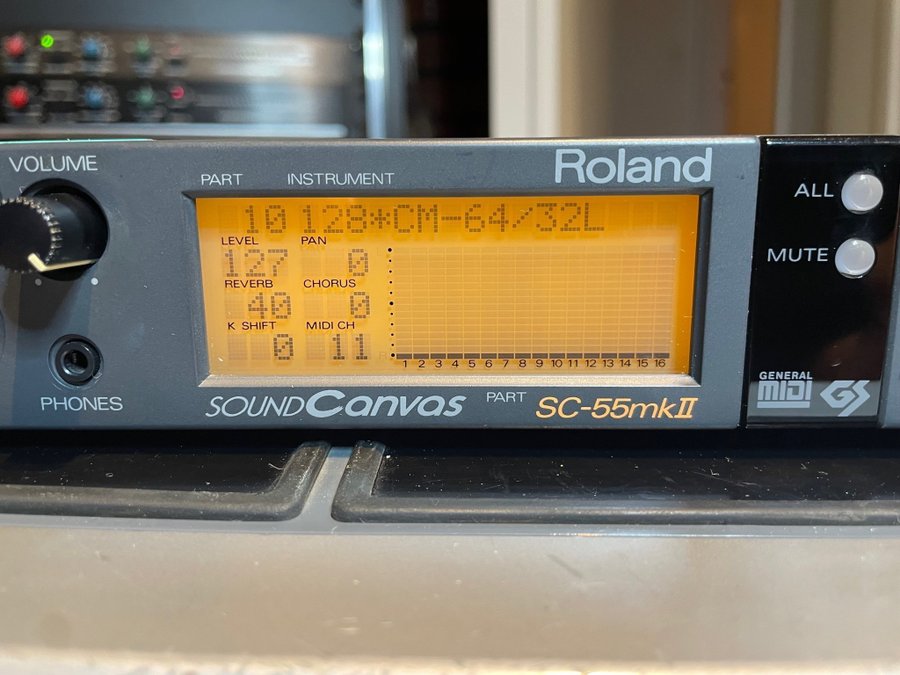 VOLUME
PHONES
PART INSTRUMENT
Roland
10 128*CM-64/32L
LEVEL PAN
127 0
REVERB CHORUS
40 0
K SHIFT MIDI CH
0 11
1 2 3 4 5 6 7 8 9 10 11 12 13 14 15 16
PART
SOUND Canvas
SC-55mkII
ALL
MUTE
GENERAL
MIDI
GS